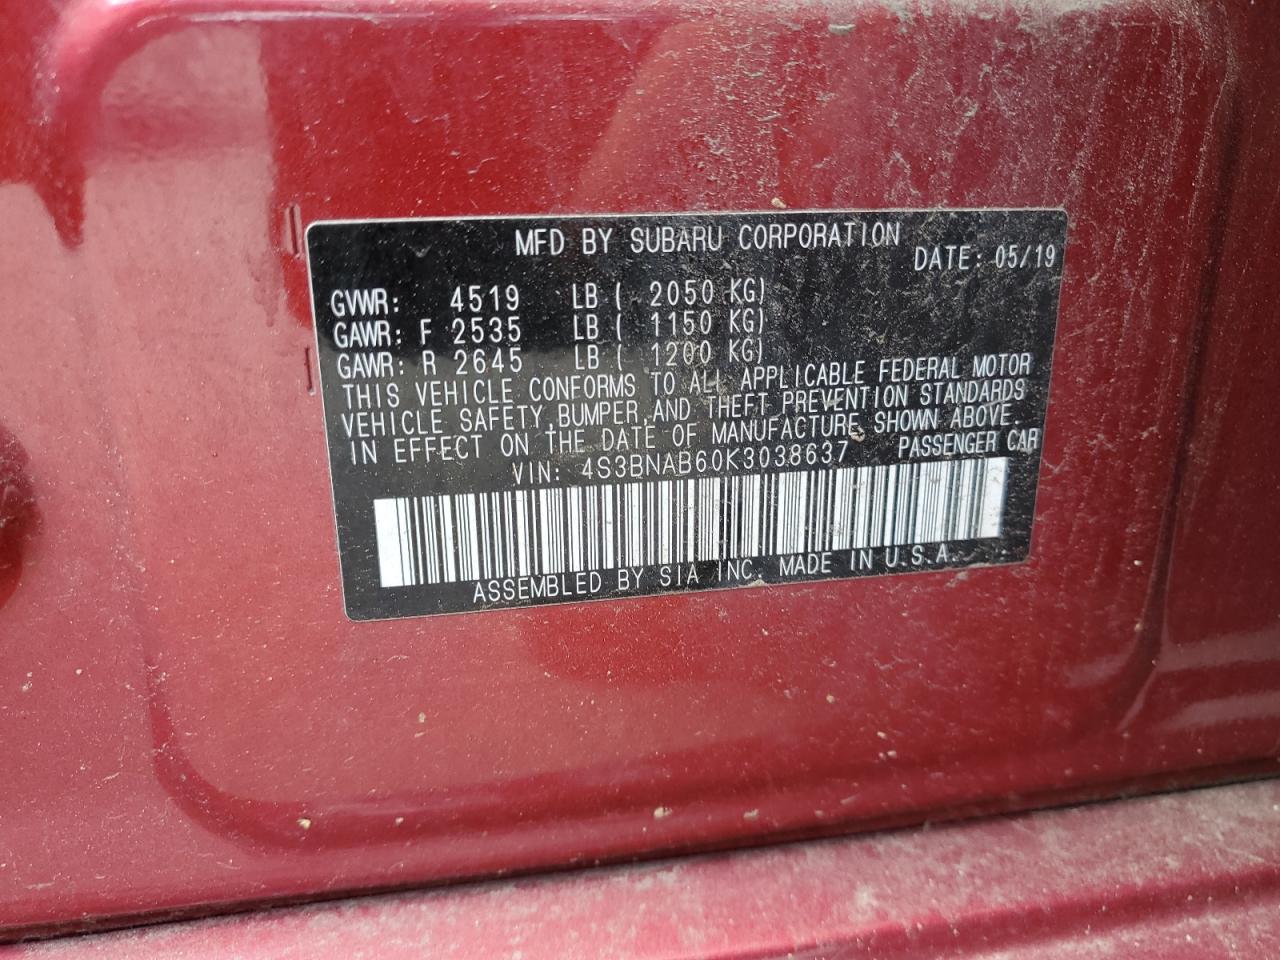 MFD BY SUBARU CORPORATION
DATE: 05/19
GVWR: 4519 LB ( 2050 KG)
GAWR: F 2535 LB ( 1150 KG)
GAWR: R 2645 LB ( 1200 KG)
THIS VEHICLE CONFORMS TO ALL APPLICABLE FEDERAL MOTOR
VEHICLE SAFETY,BUMPER,AND THEFT PREVENTION STANDARDS
IN EFFECT ON THE DATE OF MANUFACTURE SHOWN ABOVE.
VIN: 4S3BNAB60K3038637 PASSENGER CAR
ASSEMBLED BY SIA INC. MADE IN U.S.A.